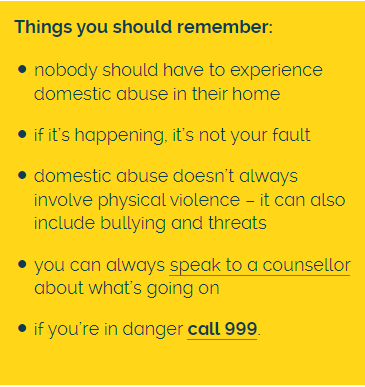 Things you should remember:
• nobody should have to experience
domestic abuse in their home
• if it's happening, it's not your fault
• domestic abuse doesn't always
involve physical violence – it can also
include bullying and threats
• you can always speak to a counsellor
about what's going on
• if you're in danger call 999.